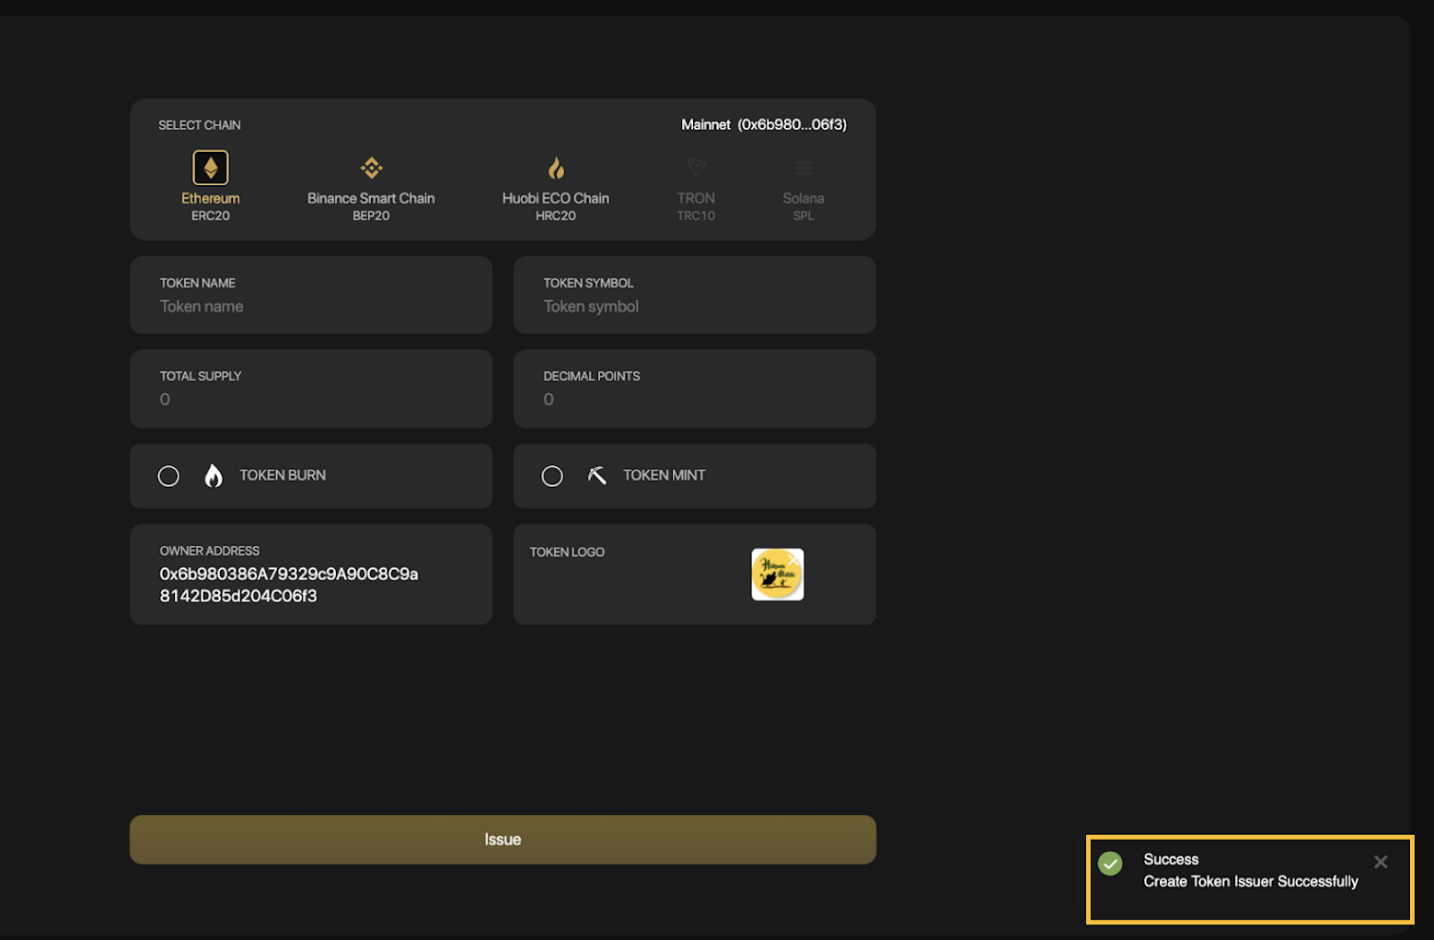 SELECT CHAIN
Mainnet (0x6b980...06f3)
Ethereum
ERC20
Binance Smart Chain
BEP20
Huobi ECO Chain
HRC20
TRON
TRC10
Solana
SPL
TOKEN NAME
Token name
TOKEN SYMBOL
Token symbol
TOTAL SUPPLY
0
DECIMAL POINTS
0
TOKEN BURN
TOKEN MINT
OWNER ADDRESS
0x6b980386A79329c9A90C8C9a
8142D85d204C06f3
TOKEN LOGO
Issue
Success
Create Token Issuer Successfully